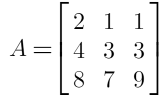 A = [ 2 1 1
4 3 3
8 7 9 ]